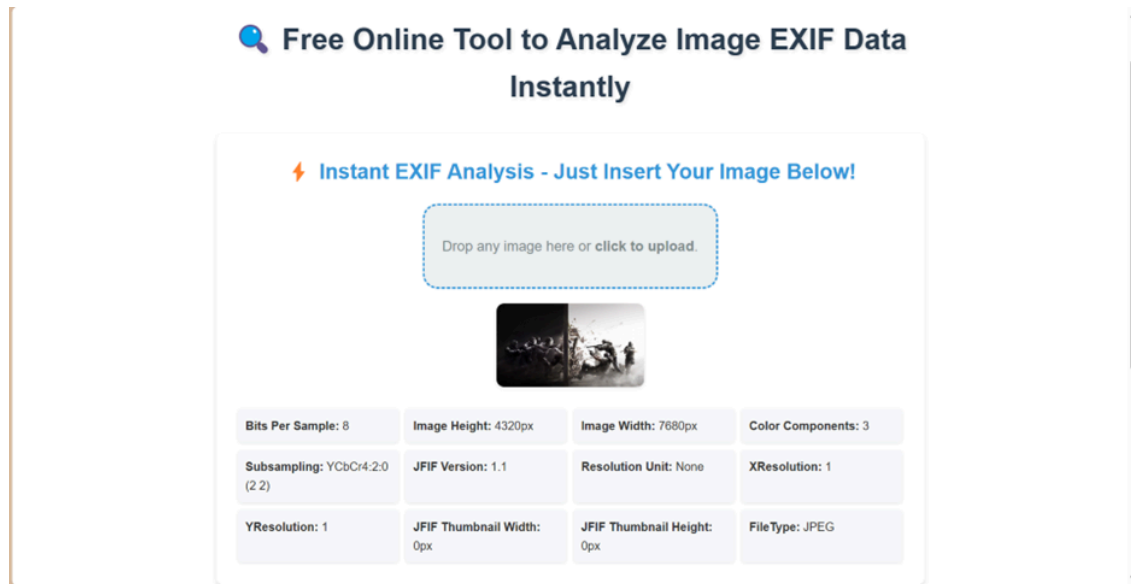 🔍 Free Online Tool to Analyze Image EXIF Data
Instantly
⚡ Instant EXIF Analysis - Just Insert Your Image Below!
Drop any image here or click to upload.
Bits Per Sample: 8
Image Height: 4320px
Image Width: 7680px
Color Components: 3
Subsampling: YCbCr4:2:0
(2 2)
JFIF Version: 1.1
Resolution Unit: None
XResolution: 1
YResolution: 1
JFIF Thumbnail Width:
0px
JFIF Thumbnail Height:
0px
FileType: JPEG